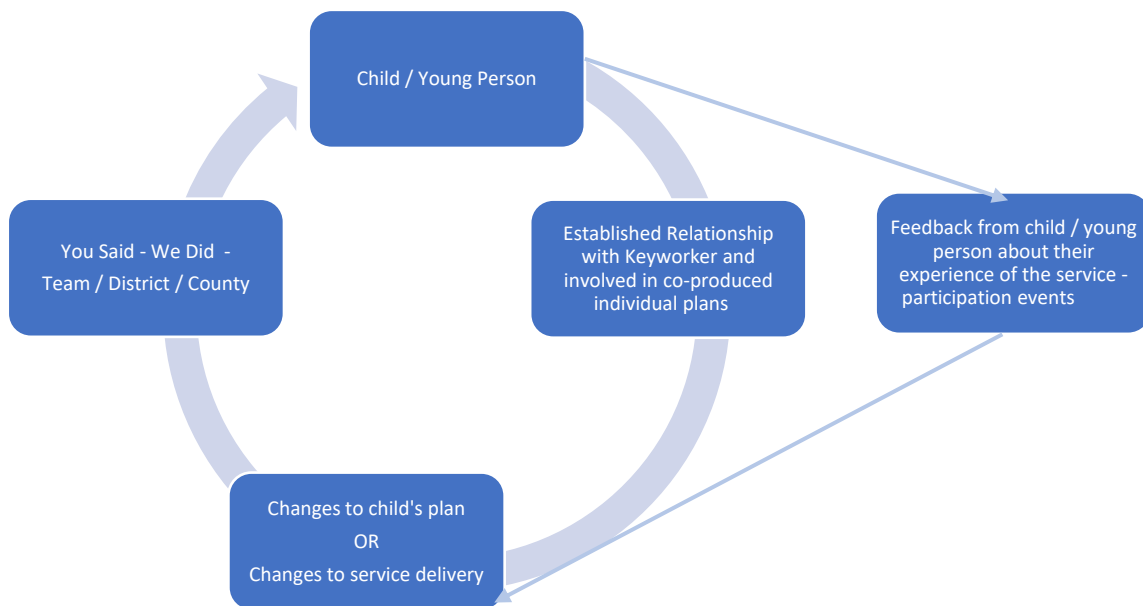 Child / Young Person
You Said - We Did -
Team / District / County
Established Relationship
with Keyworker and
involved in co-produced
individual plans
Feedback from child / young
person about their
experience of the service -
participation events
Changes to child's plan
OR
Changes to service delivery